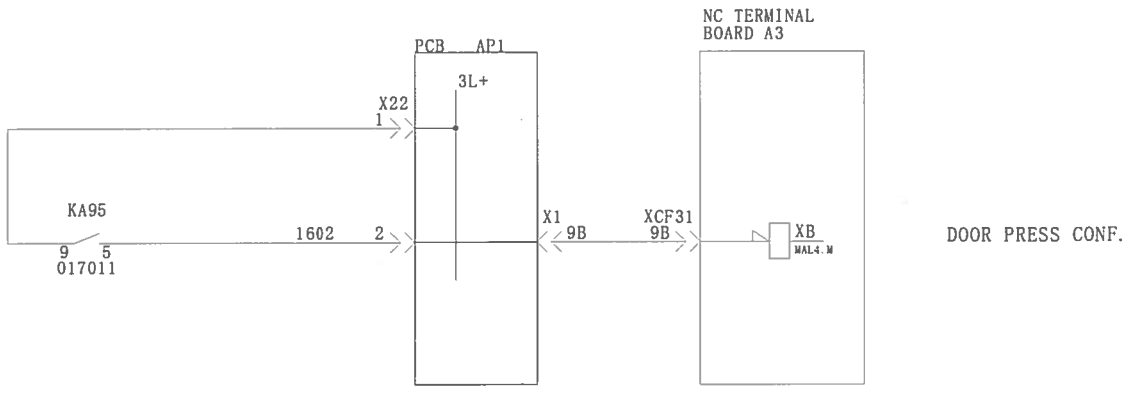 NC TERMINAL
BOARD A3
PCB AP1
3L+
X22
1
KA95
9 5
017011
1602 2
X1
9B
XCF31
9B
XB
MAL4.M
DOOR PRESS CONF.